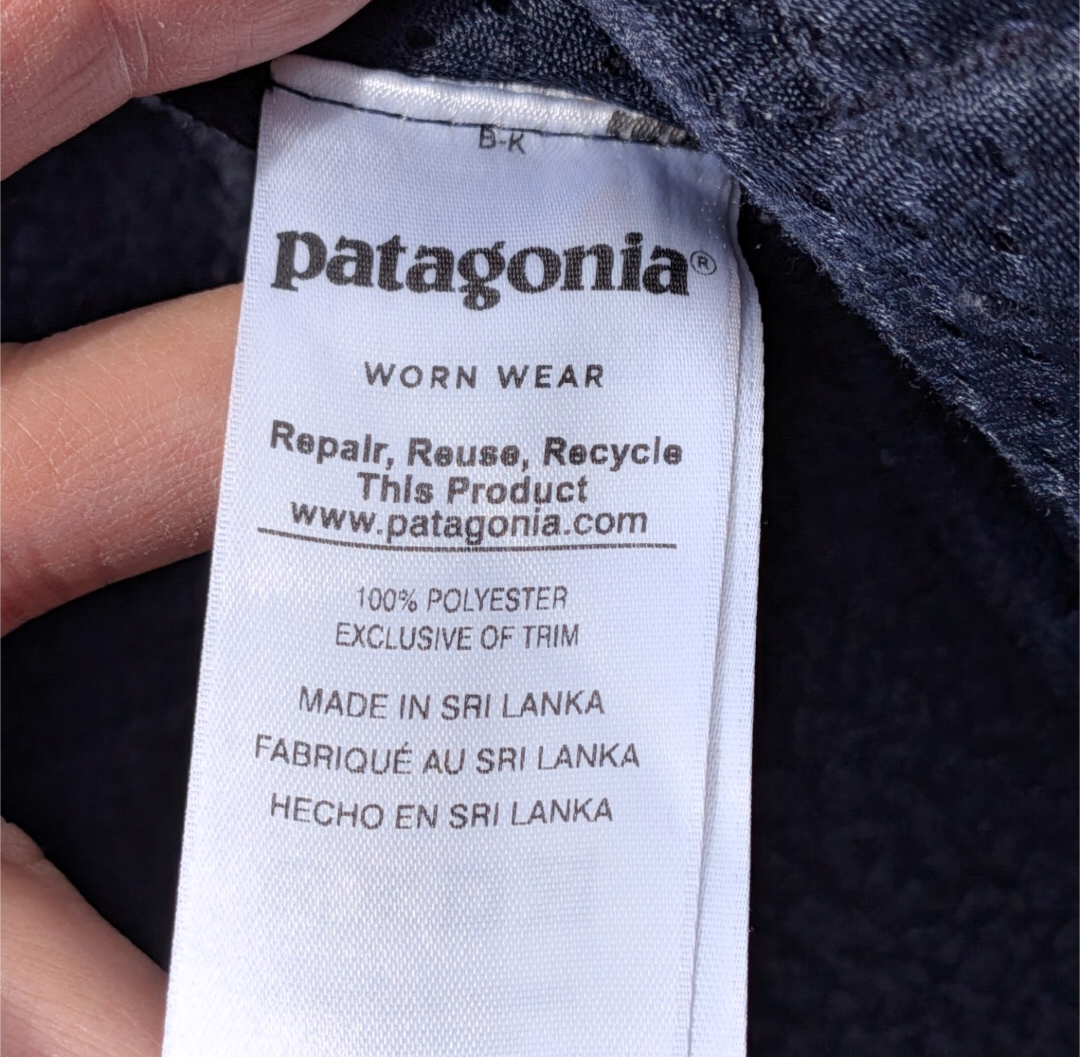 B-K
patagonia®
WORN WEAR
Repair, Reuse, Recycle
This Product
www.patagonia.com
100% POLYESTER
EXCLUSIVE OF TRIM
MADE IN SRI LANKA
FABRIQUÉ AU SRI LANKA
HECHO EN SRI LANKA